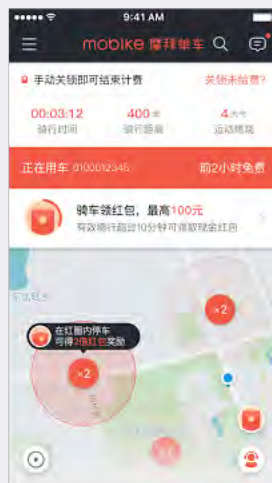 9:41 AM
mobike 摩拜单车
手动关锁即可结束计费 关锁未结费?
00:03:12 400米 4大卡
骑行时间 骑行距离 运动燃烧
正在用车 0100012345 前2小时免费
骑车领红包，最高100元
有效骑行超过10分钟可领取现金红包
×2
在红圈内停车
可得2倍红包奖励
×2